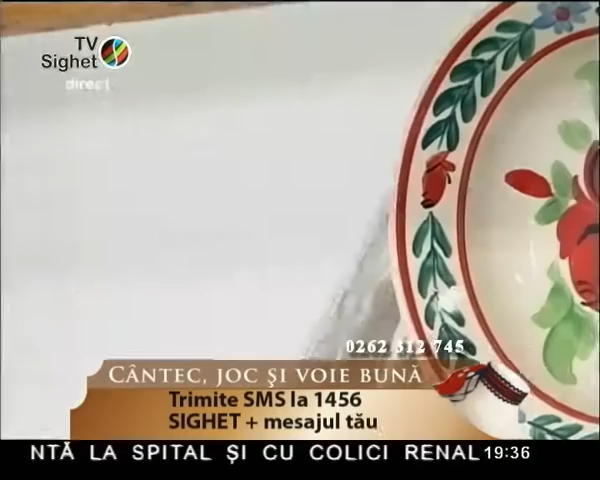 TV
Sighet
direct
0262 312 745
CÂNTEC, JOC ŞI VOIE BUNĂ
Trimite SMS la 1456
SIGHET + mesajul tău
NTĂ LA SPITAL ȘI CU COLICI RENAL 19:36